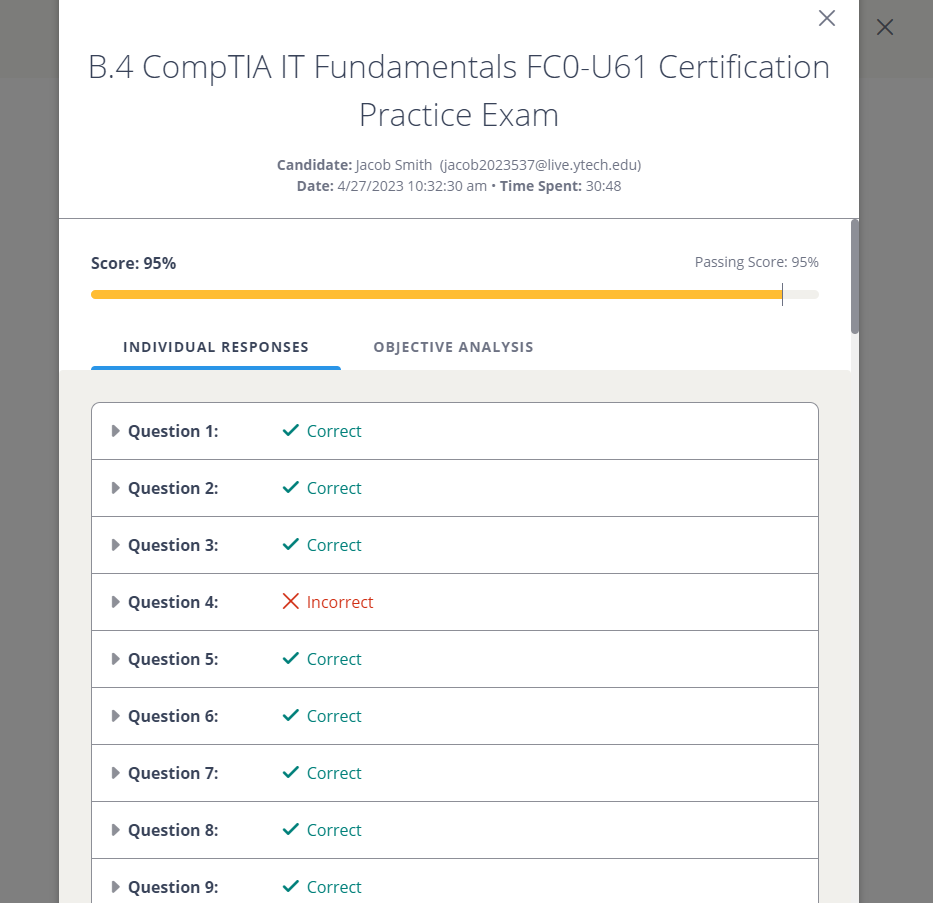 B.4 CompTIA IT Fundamentals FC0-U61 Certification
Practice Exam
Candidate: Jacob Smith (jacob2023537@live.ytech.edu)
Date: 4/27/2023 10:32:30 am • Time Spent: 30:48
Score: 95%
Passing Score: 95%
INDIVIDUAL RESPONSES
OBJECTIVE ANALYSIS
Question 1: Correct
Question 2: Correct
Question 3: Correct
Question 4: Incorrect
Question 5: Correct
Question 6: Correct
Question 7: Correct
Question 8: Correct
Question 9: Correct